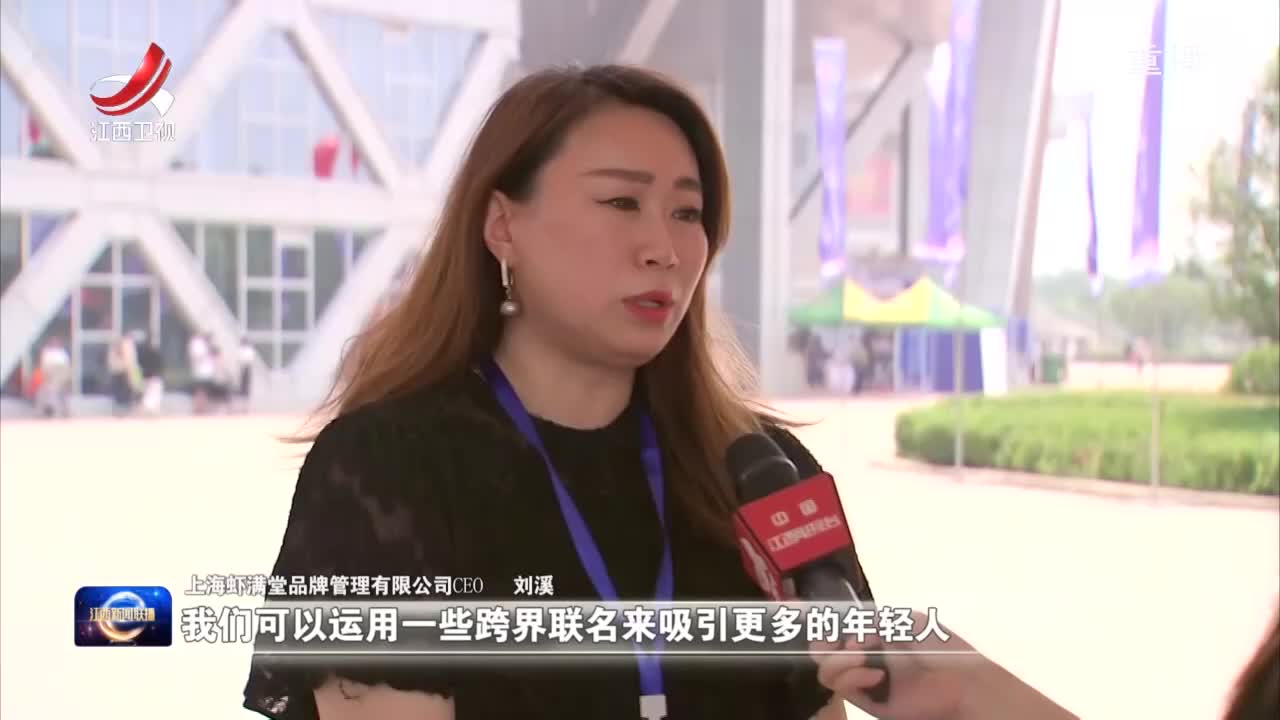 江西卫视
重播
中国
江西广播电视台
上海虾满堂品牌管理有限公司CEO 刘溪
江西新闻联播
我们可以运用一些跨界联名来吸引更多的年轻人